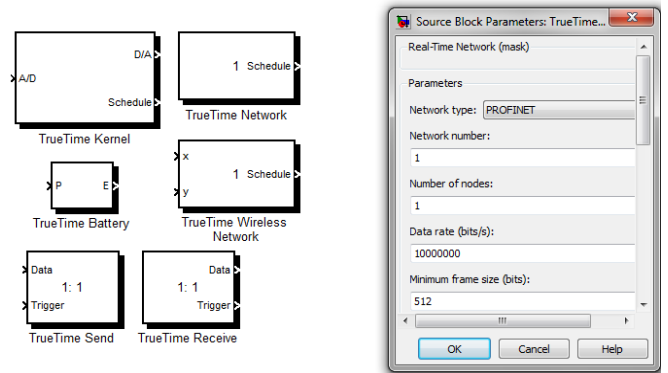 D/A
A/D
Schedule
TrueTime Kernel
1 Schedule
TrueTime Network
P E
TrueTime Battery
x
1 Schedule
y
TrueTime Wireless
Network
Data
1: 1
Trigger
TrueTime Send
Data
1: 1
Trigger
TrueTime Receive
Source Block Parameters: TrueTime...
Real-Time Network (mask)
Parameters
Network type: PROFINET
Network number:
1
Number of nodes:
1
Data rate (bits/s):
10000000
Minimum frame size (bits):
512
OK Cancel Help